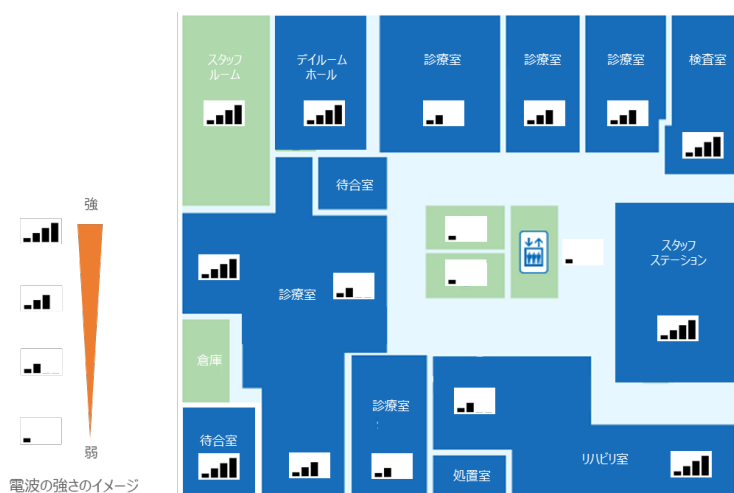 スタッフ
ルーム
デイルーム
ホール
診療室
診療室
診療室
検査室
待合室
強
スタッフ
ステーション
診療室
倉庫
診療室
待合室
弱
リハビリ室
処置室
電波の強さのイメージ